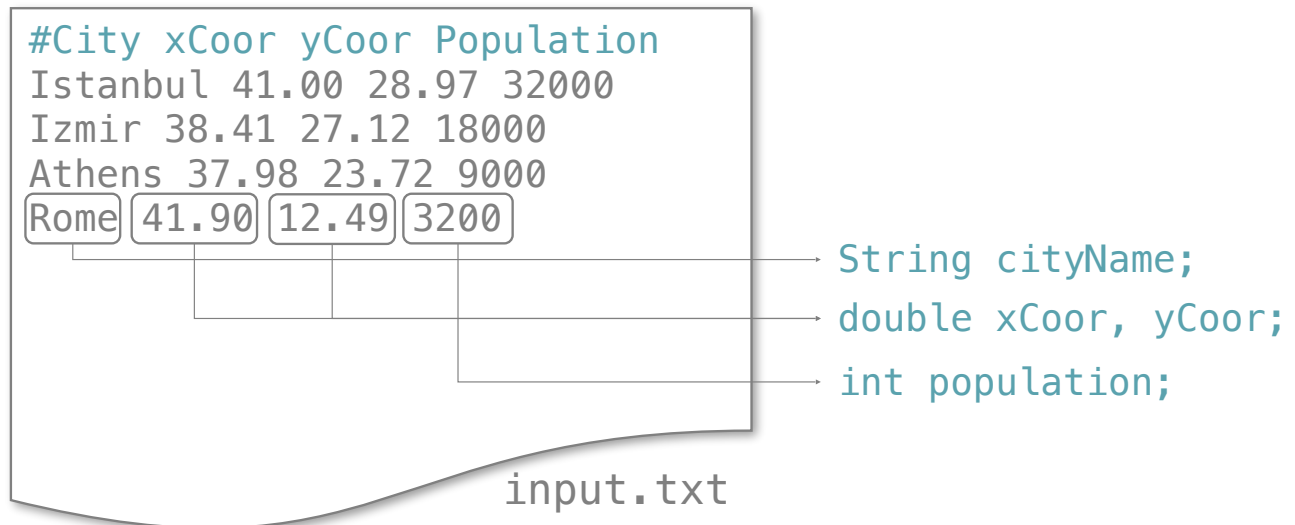 #City xCoor yCoor Population
Istanbul 41.00 28.97 32000
Izmir 38.41 27.12 18000
Athens 37.98 23.72 9000
Rome 41.90 12.49 3200
String cityName;
double xCoor, yCoor;
int population;
input.txt